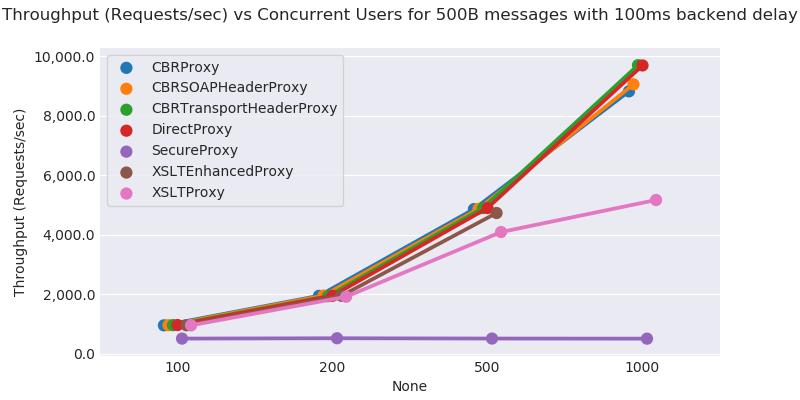 Throughput (Requests/sec) vs Concurrent Users for 500B messages with 100ms backend delay
10,000.0
8,000.0
6,000.0
4,000.0
2,000.0
0.0
Throughput (Requests/sec)
CBRProxy
CBRSOAPHeaderProxy
CBRTransportHeaderProxy
DirectProxy
SecureProxy
XSLTEnhancedProxy
XSLTProxy
100 200 500 1000
None